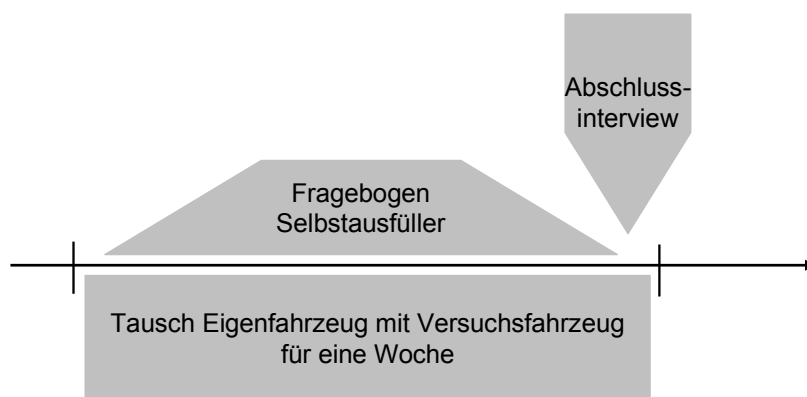 Abschluss-
interview
Fragebogen
Selbstausfüller
Tausch Eigenfahrzeug mit Versuchsfahrzeug
für eine Woche